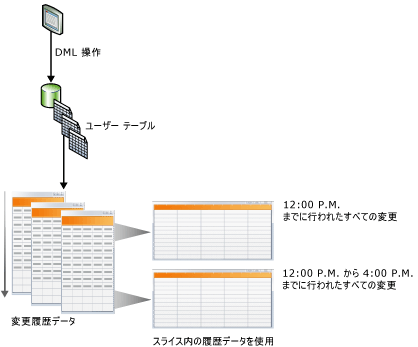 DML 操作
ユーザー テーブル
12:00 P.M.
までに行われたすべての変更
12:00 P.M. から 4:00 P.M.
までに行われたすべての変更
変更履歴データ
スライス内の履歴データを使用